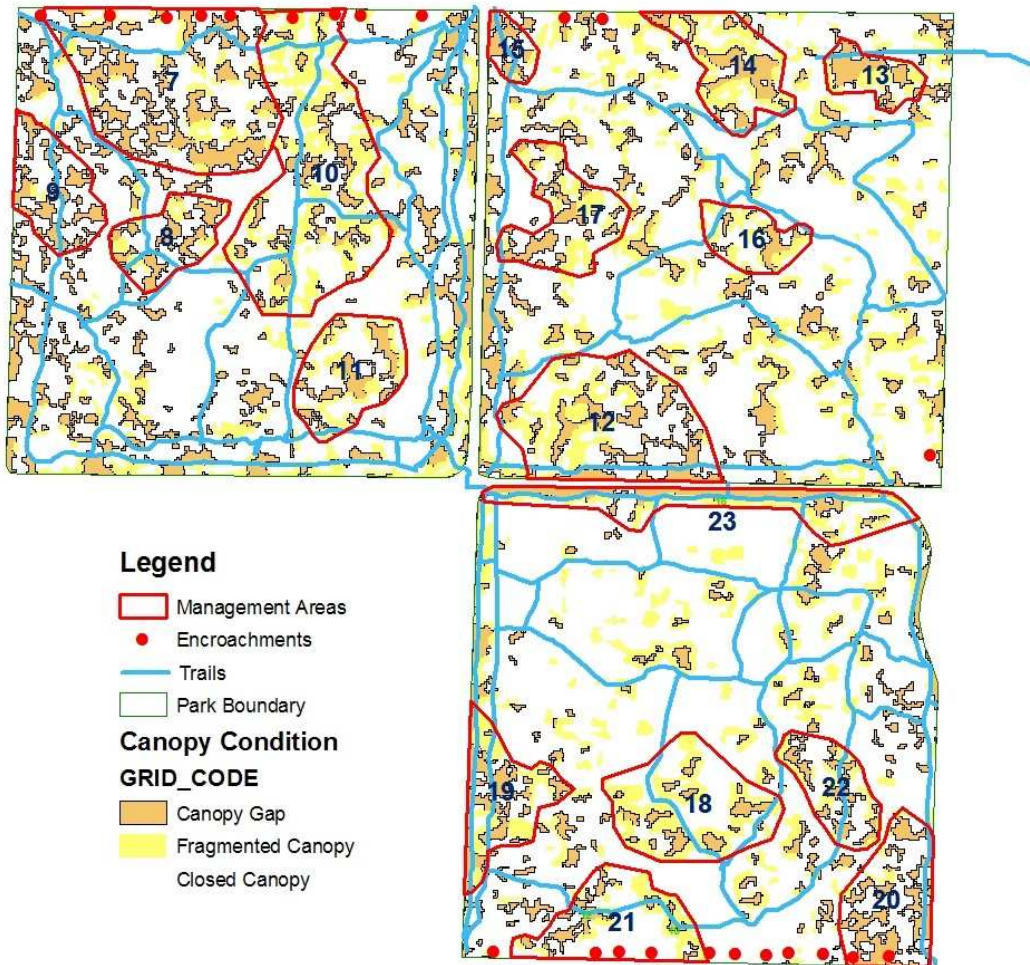 15
14
13
7
10
9
8
17
16
11
12
23
Legend
Management Areas
Encroachments
Trails
Park Boundary
Canopy Condition
GRID_CODE
Canopy Gap
Fragmented Canopy
Closed Canopy
19
18
22
20
21